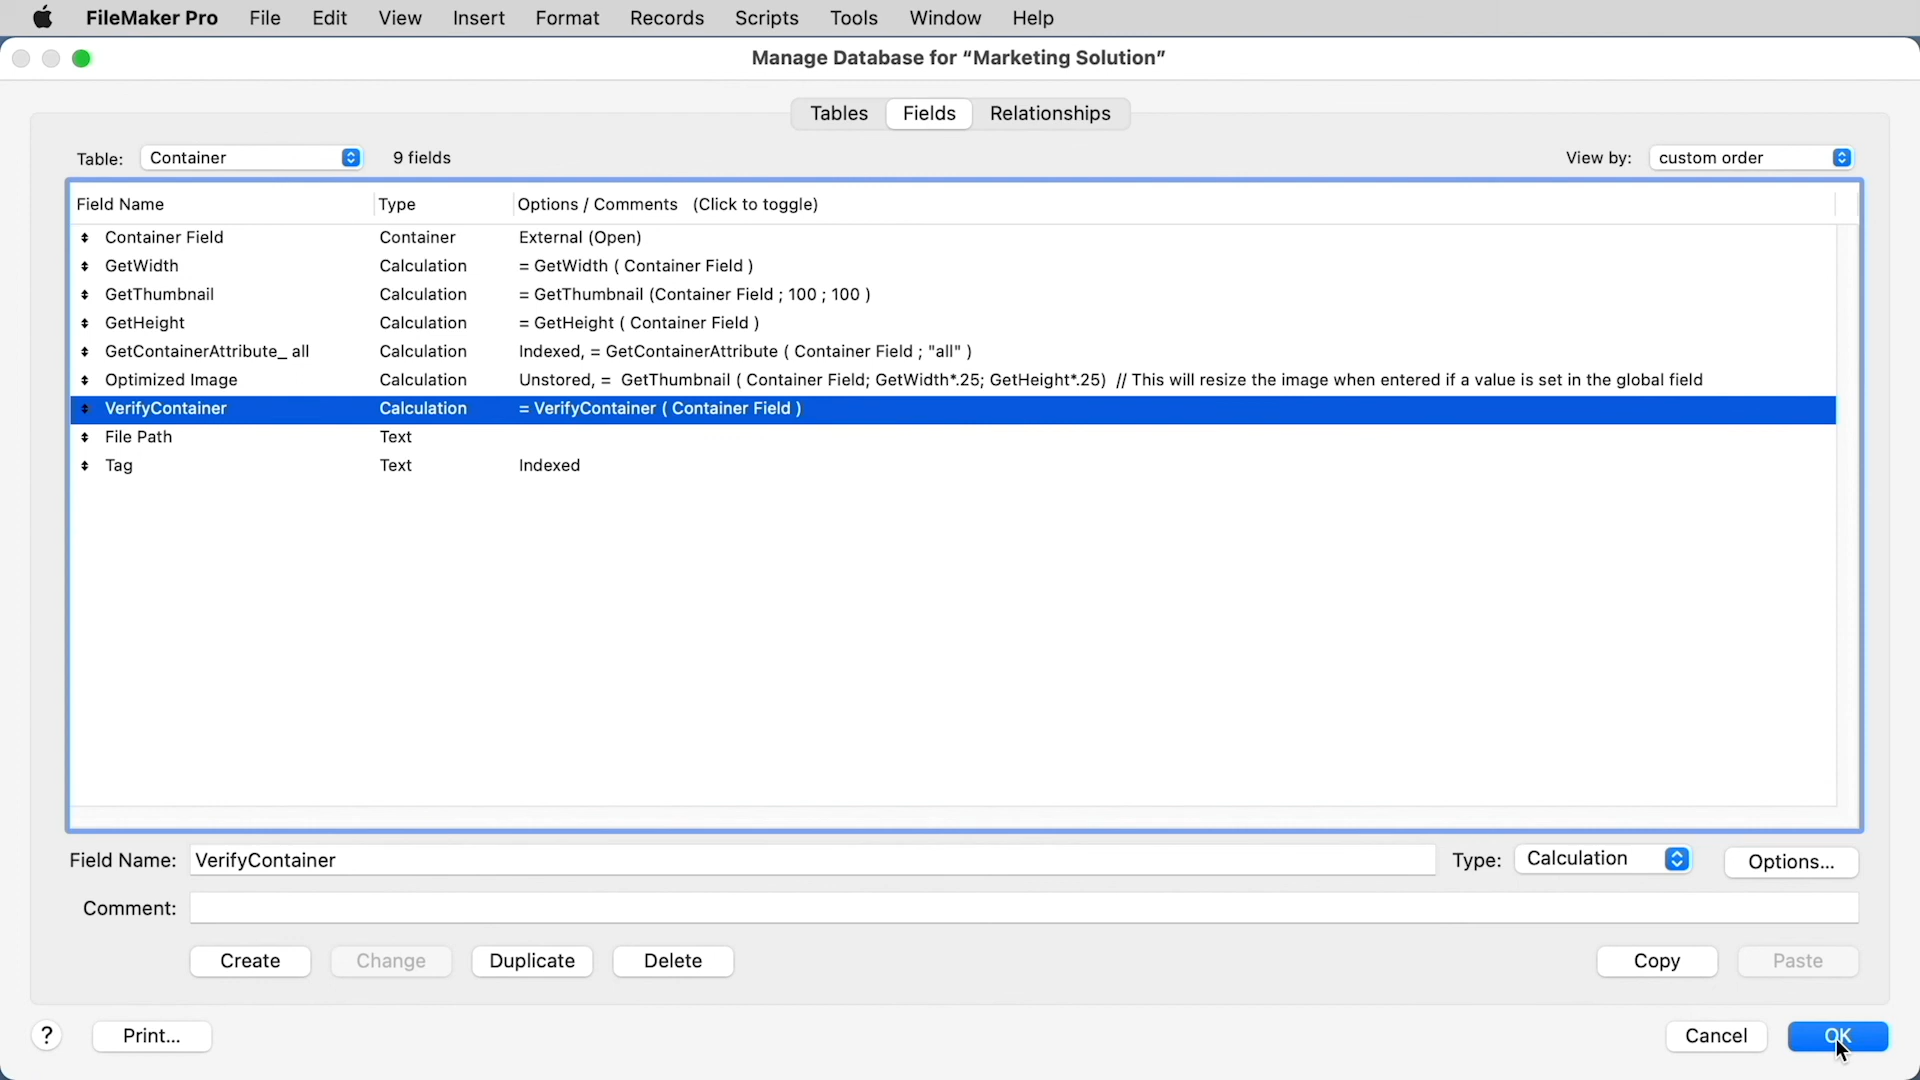 FileMaker Pro File Edit View Insert Format Records Scripts Tools Window Help
Manage Database for “Marketing Solution”
Tables Fields Relationships
Table: Container 9 fields View by: custom order
Field Name Type Options / Comments (Click to toggle)
Container Field Container External (Open)
GetWidth Calculation = GetWidth ( Container Field )
GetThumbnail Calculation = GetThumbnail (Container Field ; 100 ; 100 )
GetHeight Calculation = GetHeight ( Container Field )
GetContainerAttribute_ all Calculation Indexed, = GetContainerAttribute ( Container Field ; "all" )
Optimized Image Calculation Unstored, = GetThumbnail ( Container Field; GetWidth*.25; GetHeight*.25) // This will resize the image when entered if a value is set in the global field
VerifyContainer Calculation = VerifyContainer ( Container Field )
File Path Text
Tag Text Indexed
Field Name: VerifyContainer Type: Calculation Options...
Comment:
Create Change Duplicate Delete Copy Paste
? Print... Cancel OK